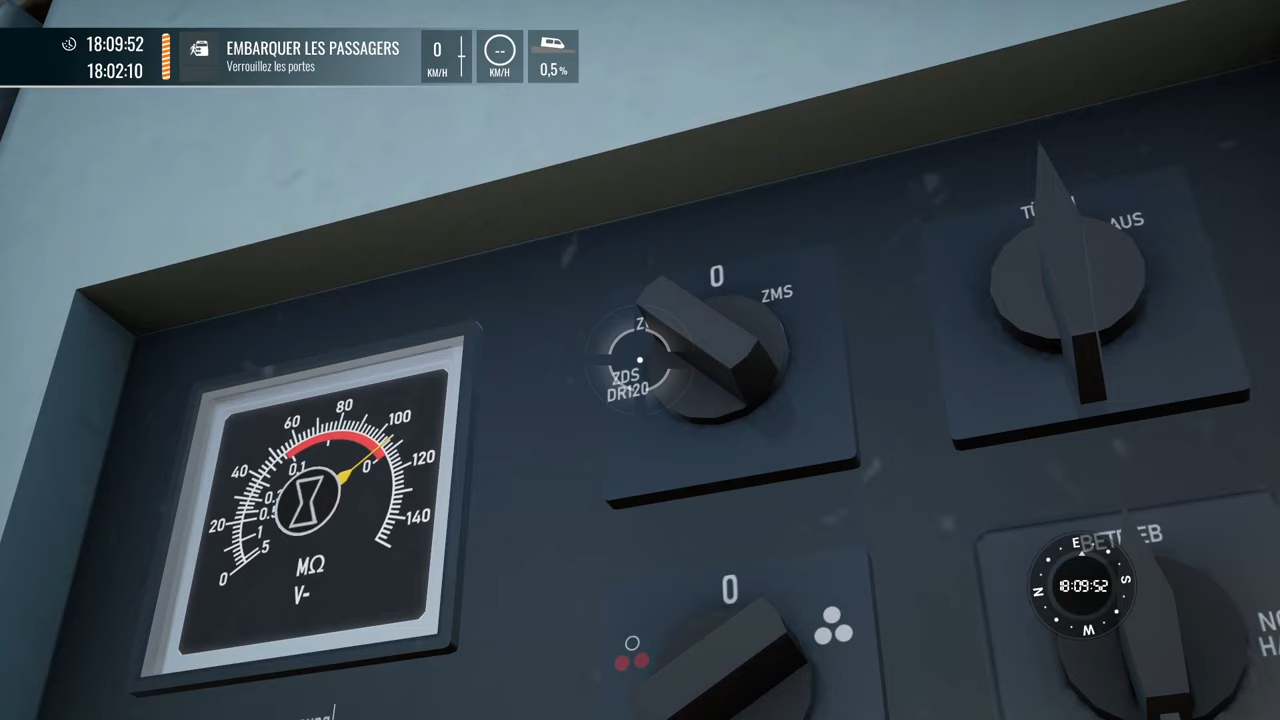 18:09:52
18:02:10
EMBARQUER LES PASSAGERS
Verrouillez les portes
0
KM/H
--
KM/H
0,5%
0
ZMS
ZDS
DR120
AUS
0 20 40 60 80 100 120 140
5 1 0.1 0
MΩ
V-
0
E
S
W
N
18:09:52